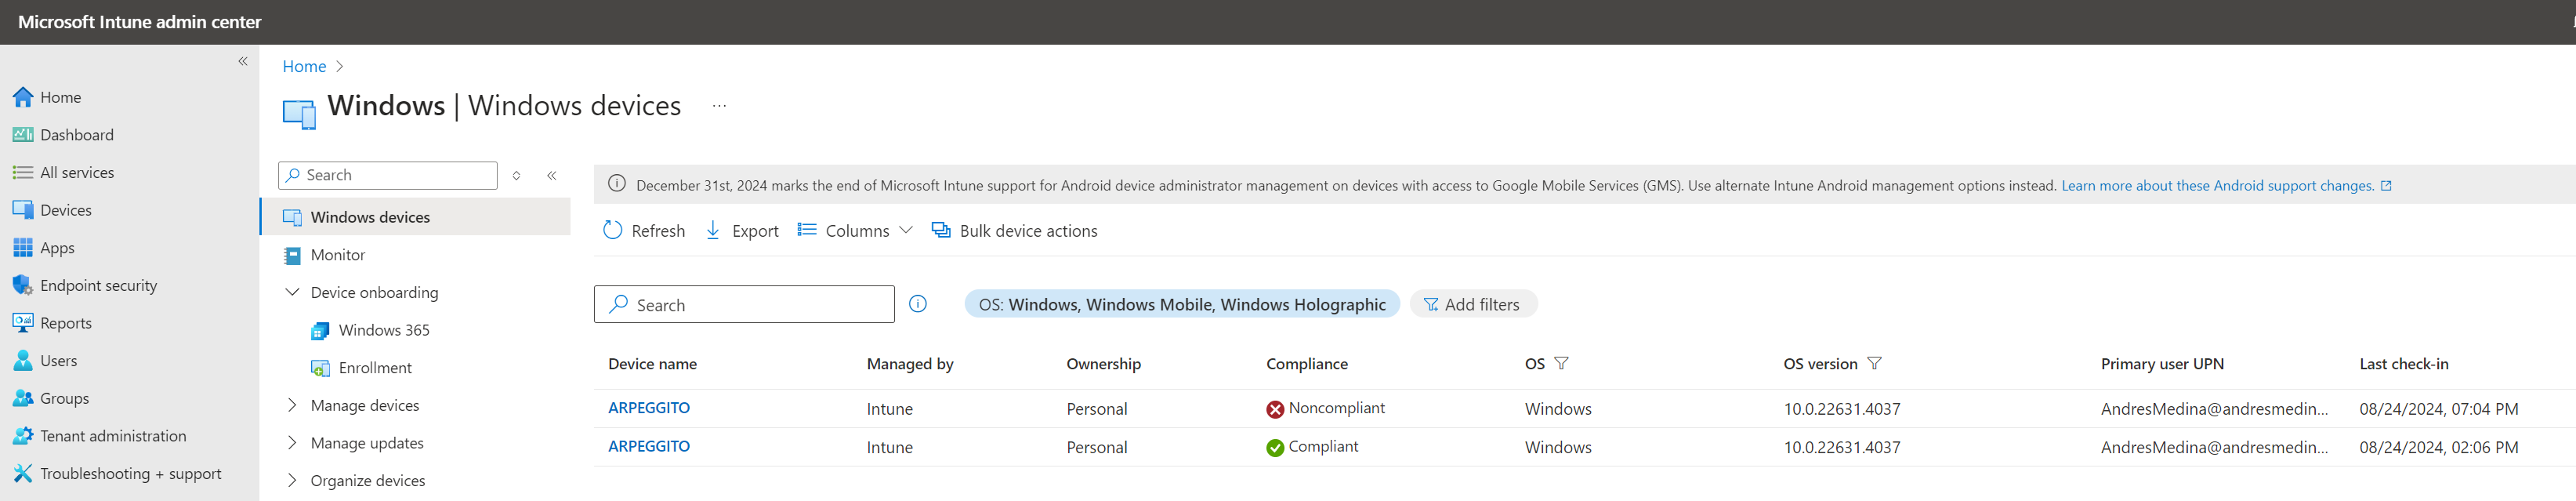 Microsoft Intune admin center
Home
Dashboard
All services
Devices
Apps
Endpoint security
Reports
Users
Groups
Tenant administration
Troubleshooting + support
Home
Windows | Windows devices
Search
Windows devices
Monitor
Device onboarding
Windows 365
Enrollment
Manage devices
Manage updates
Organize devices
December 31st, 2024 marks the end of Microsoft Intune support for Android device administrator management on devices with access to Google Mobile Services (GMS). Use alternate Intune Android management options instead. Learn more about these Android support changes.
Refresh Export Columns Bulk device actions
Search OS: Windows, Windows Mobile, Windows Holographic Add filters
Device name Managed by Ownership Compliance OS OS version Primary user UPN Last check-in
ARPEGGITO Intune Personal Noncompliant Windows 10.0.22631.4037 AndresMedina@andresmedin... 08/24/2024, 07:04 PM
ARPEGGITO Intune Personal Compliant Windows 10.0.22631.4037 AndresMedina@andresmedin... 08/24/2024, 02:06 PM